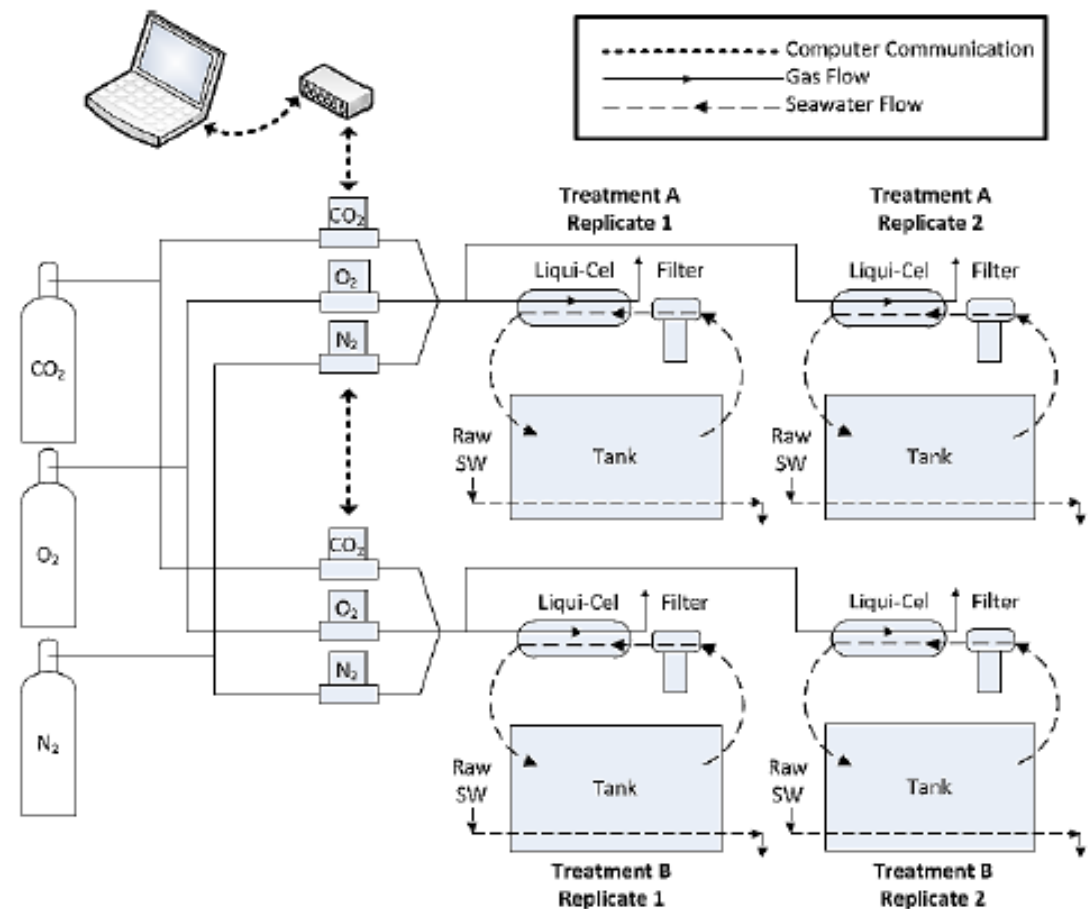 Computer Communication
Gas Flow
Seawater Flow
Treatment A
Replicate 1
Treatment A
Replicate 2
CO₂
O₂
N₂
Liqui-Cel
Filter
Liqui-Cel
Filter
CO₂
O₂
N₂
Raw
SW
Tank
Raw
SW
Tank
CO₂
O₂
N₂
Liqui-Cel
Filter
Liqui-Cel
Filter
Raw
SW
Tank
Raw
SW
Tank
Treatment B
Replicate 1
Treatment B
Replicate 2